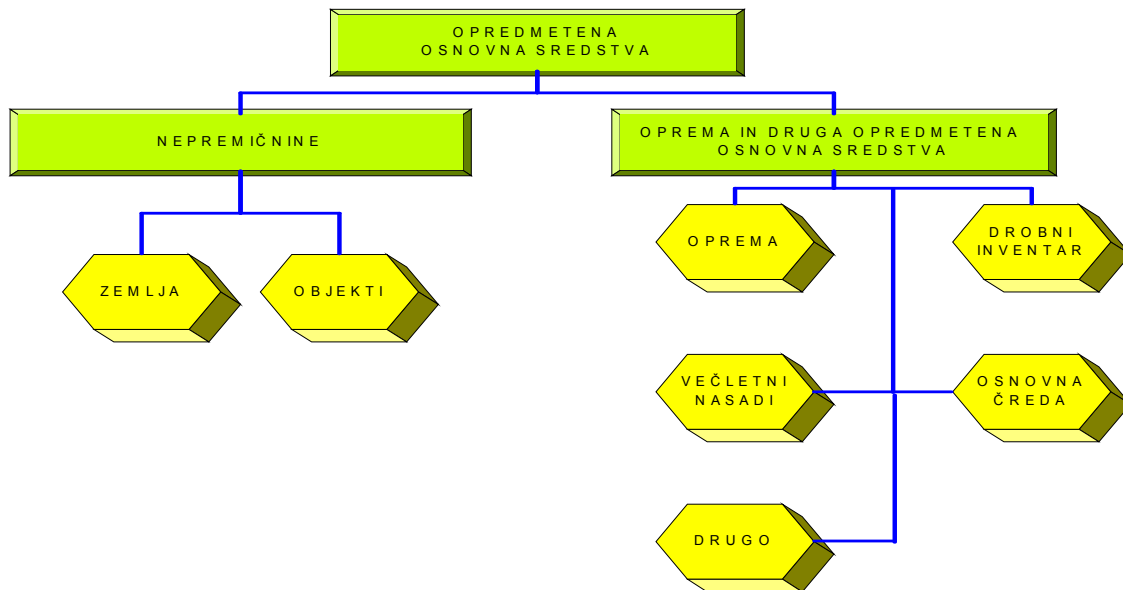 OPREDMETENA
OSNOVNA SREDSTVA
NEPREMIČNINE
OPREMA IN DRUGA OPREDMETENA
OSNOVNA SREDSTVA
ZEMLJA
OBJEKTI
OPREMA
DROBNI
INVENTAR
VEČLETNI
NASADI
OSNOVNA
ČREDA
DRUGO